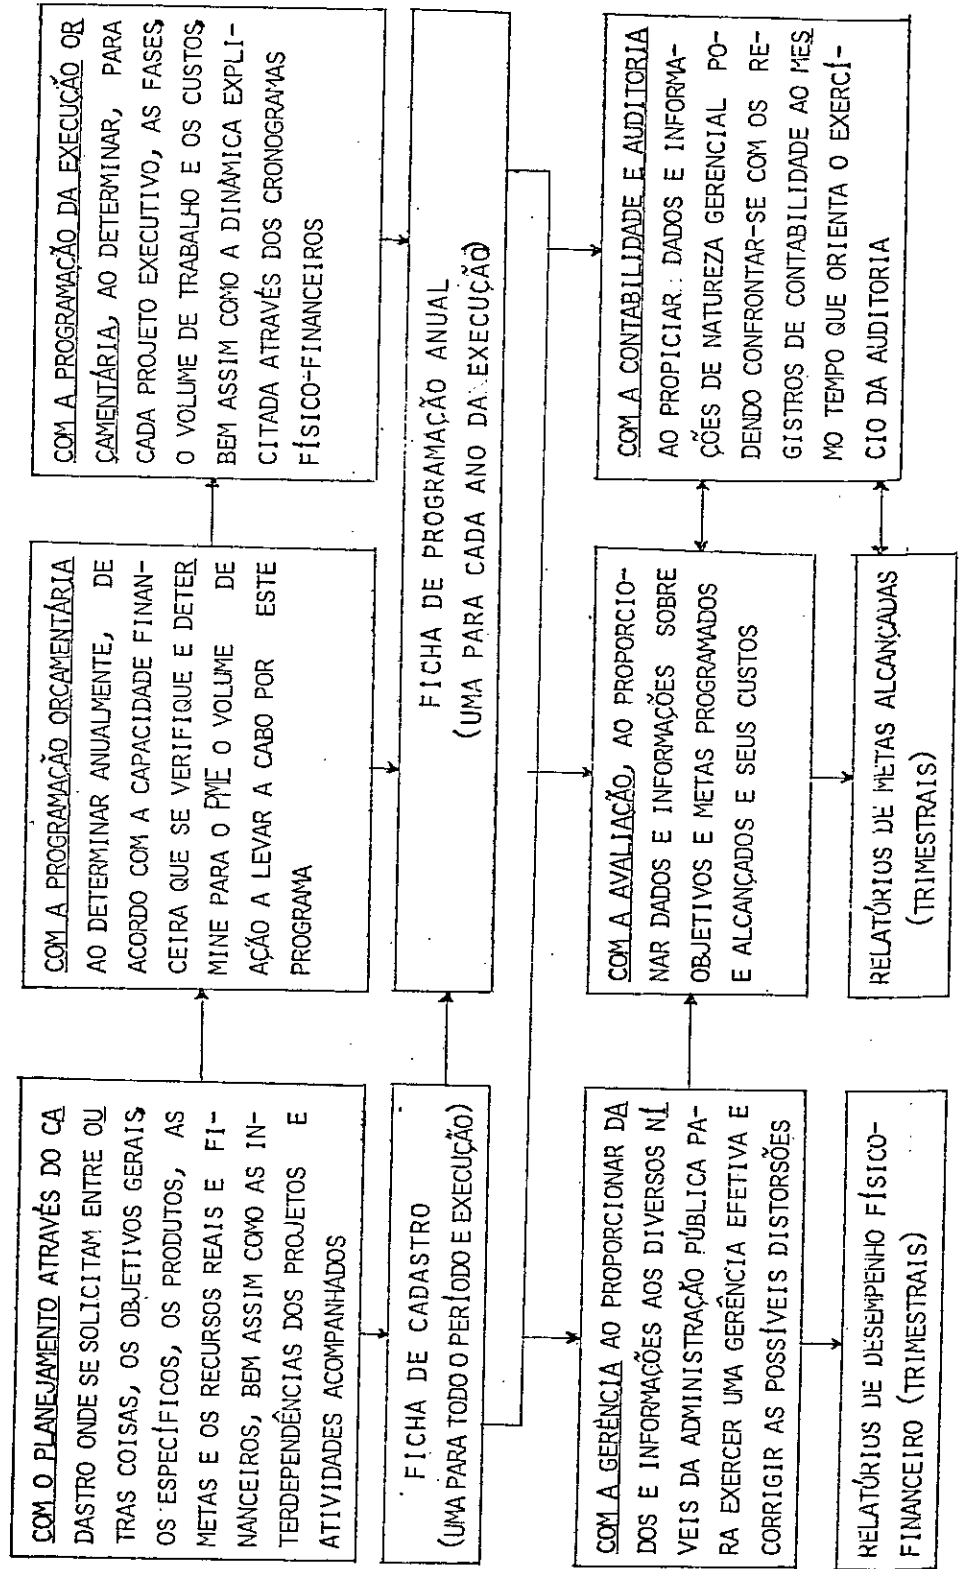 COM O PLANEJAMENTO ATRAVÉS DO CA
DASTRO ONDE SE SOLICITAM ENTRE OU
TRAS COISAS, OS OBJETIVOS GERAIS,
OS ESPECÍFICOS, OS PRODUTOS, AS
METAS E OS RECURSOS REAIS E FI-
NANCEIROS, BEM ASSIM COMO AS IN-
TERDEPENDÊNCIAS DOS PROJETOS E
ATIVIDADES ACOMPANHADOS
COM A PROGRAMAÇÃO ORÇAMENTÁRIA
AO DETERMINAR ANUALMENTE, DE
ACORDO COM A CAPACIDADE FINAN-
CEIRA QUE SE VERIFIQUE E DETER
MINE PARA O PME O VOLUME DE
AÇÃO A LEVAR A CABO POR ESTE
PROGRAMA
COM A PROGRAMAÇÃO DA EXECUÇÃO OR
ÇAMENTÁRIA, AO DETERMINAR, PARA
CADA PROJETO EXECUTIVO, AS FASES,
O VOLUME DE TRABALHO E OS CUSTOS,
BEM ASSIM COMO A DINÂMICA EXPLI-
CITADA ATRAVÉS DOS CRONOGRAMAS
FÍSICO-FINANCEIROS
FICHA DE CADASTRO
(UMA PARA TODO O PERÍODO E EXECUÇÃO)
FICHA DE PROGRAMAÇÃO ANUAL
(UMA PARA CADA ANO DA EXECUÇÃO)
COM A GERÊNCIA AO PROPORCIONAR DA
DOS E INFORMAÇÕES AOS DIVERSOS NÍ
VEIS DA ADMINISTRAÇÃO PÚBLICA PA-
RA EXERCER UMA GERÊNCIA EFETIVA E
CORRIGIR AS POSSÍVEIS DISTORSÕES
COM A AVALIAÇÃO, AO PROPORCIO-
NAR DADOS E INFORMAÇÕES SOBRE
OBJETIVOS E METAS PROGRAMADOS
E ALCANÇADOS E SEUS CUSTOS
COM A CONTABILIDADE E AUDITORIA
AO PROPICIAR: DADOS E INFORMA-
ÇÕES DE NATUREZA GERENCIAL PO-
DENDO CONFRONTAR-SE COM OS RE-
GISTROS DE CONTABILIDADE AO MES
MO TEMPO QUE ORIENTA O EXERCÍ-
CIO DA AUDITORIA
RELATÓRIOS DE DESEMPENHO FÍSICO-
FINANCEIRO (TRIMESTRAIS)
RELATÓRIOS DE METAS ALCANÇADAS
(TRIMESTRAIS)